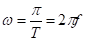 ω = π/T = 2πf